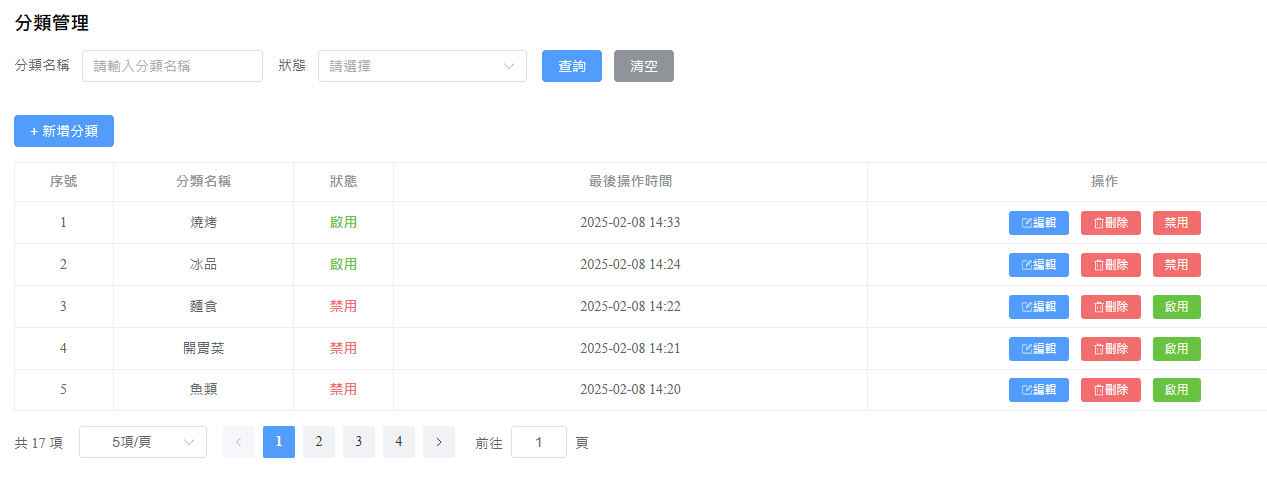 分類管理
分類名稱 請輸入分類名稱 狀態 請選擇 查詢 清空
+ 新增分類
序號 分類名稱 狀態 最後操作時間 操作
1 燒烤 啟用 2025-02-08 14:33 編輯 刪除 禁用
2 冰品 啟用 2025-02-08 14:24 編輯 刪除 禁用
3 麵食 禁用 2025-02-08 14:22 編輯 刪除 啟用
4 開胃菜 禁用 2025-02-08 14:21 編輯 刪除 啟用
5 魚類 禁用 2025-02-08 14:20 編輯 刪除 啟用
共 17 項 5項/頁 1 2 3 4 前往 1 頁